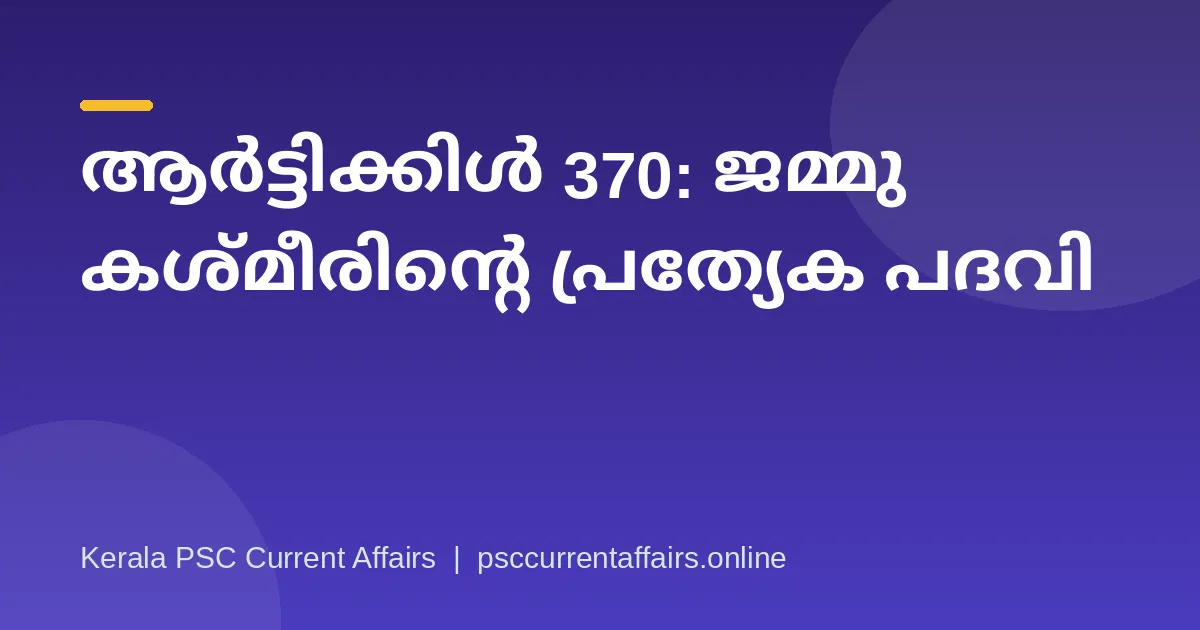 ആർട്ടിക്കിൾ 370: ജമ്മു
കശ്മീരിന്റെ പ്രത്യേക പദവി
Kerala PSC Current Affairs | psccurrentaffairs.online